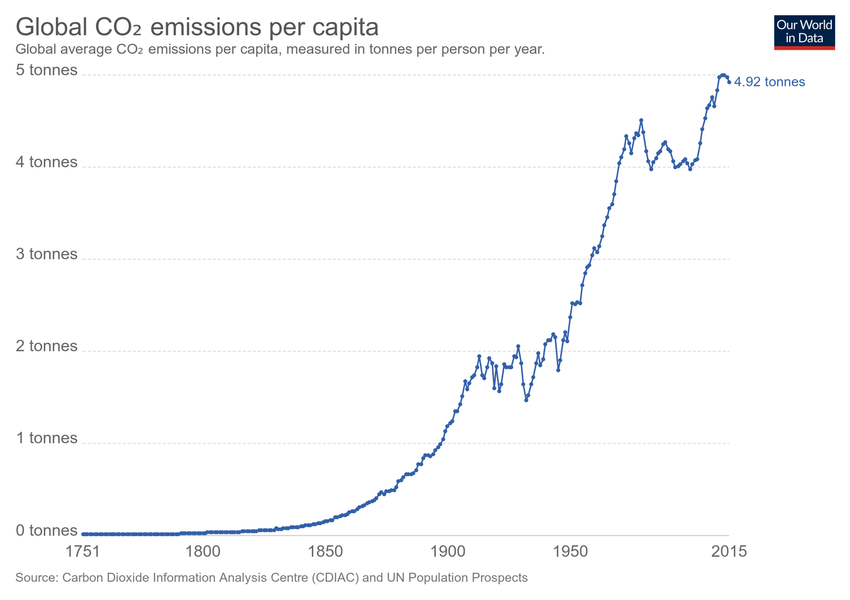 Global CO₂ emissions per capita
Global average CO₂ emissions per capita, measured in tonnes per person per year.
Our World
in Data
5 tonnes
4.92 tonnes
4 tonnes
3 tonnes
2 tonnes
1 tonnes
0 tonnes
1751 1800 1850 1900 1950 2015
Source: Carbon Dioxide Information Analysis Centre (CDIAC) and UN Population Prospects